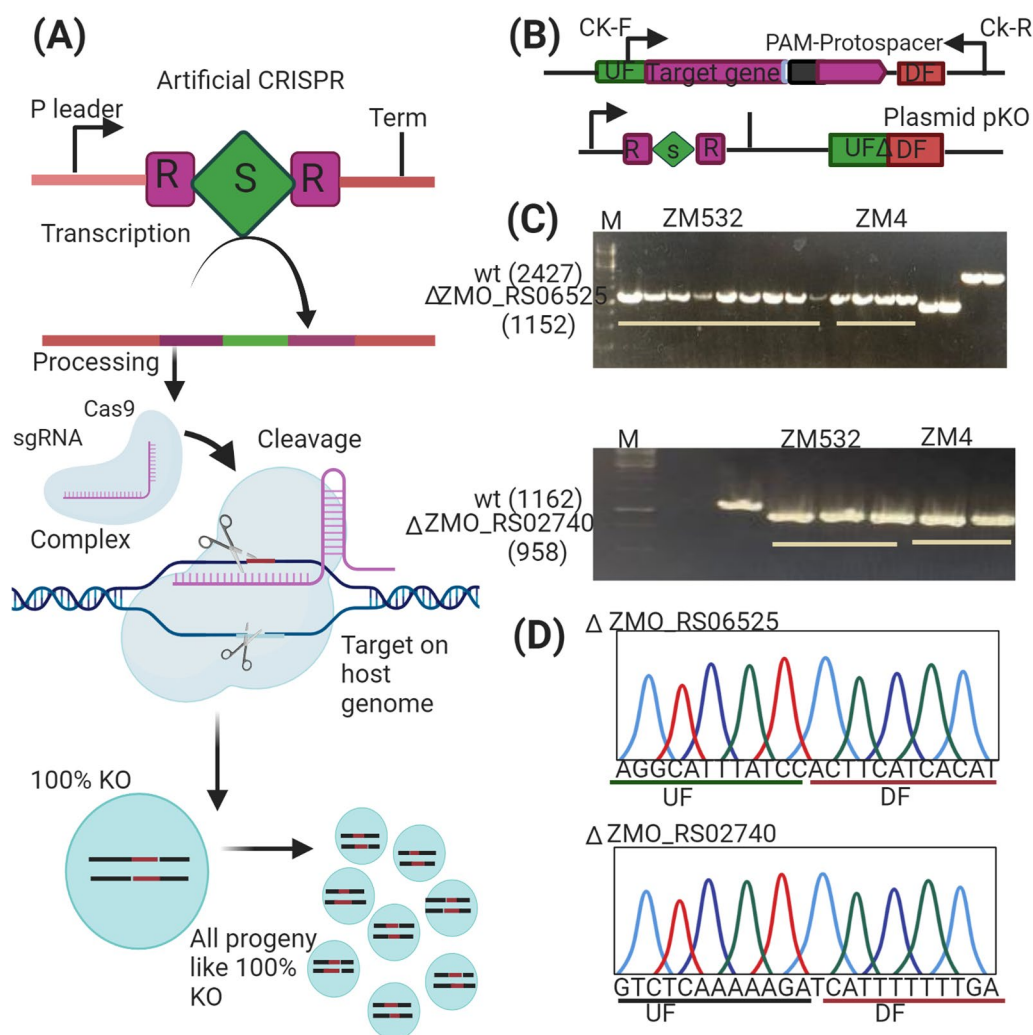 (A)
Artificial CRISPR
P leader
Term
R
S
R
Transcription
Processing
Cas9
sgRNA
Cleavage
Complex
Target on
host
genome
100% KO
All progeny
like 100%
KO
(B)
CK-F
Ck-R
PAM-Protospacer
UF
Target gene
DF
Plasmid pKO
R
s
R
UFΔDF
(C)
M
ZM532
ZM4
wt (2427)
ΔZMO_RS06525
(1152)
M
ZM532
ZM4
wt (1162)
ΔZMO_RS02740
(958)
(D)
Δ ZMO_RS06525
AGGCATTTATCCACTTCATCACAT
UF
DF
Δ ZMO_RS02740
GTCTCAAAAAGATCATTTTTTTGA
UF
DF